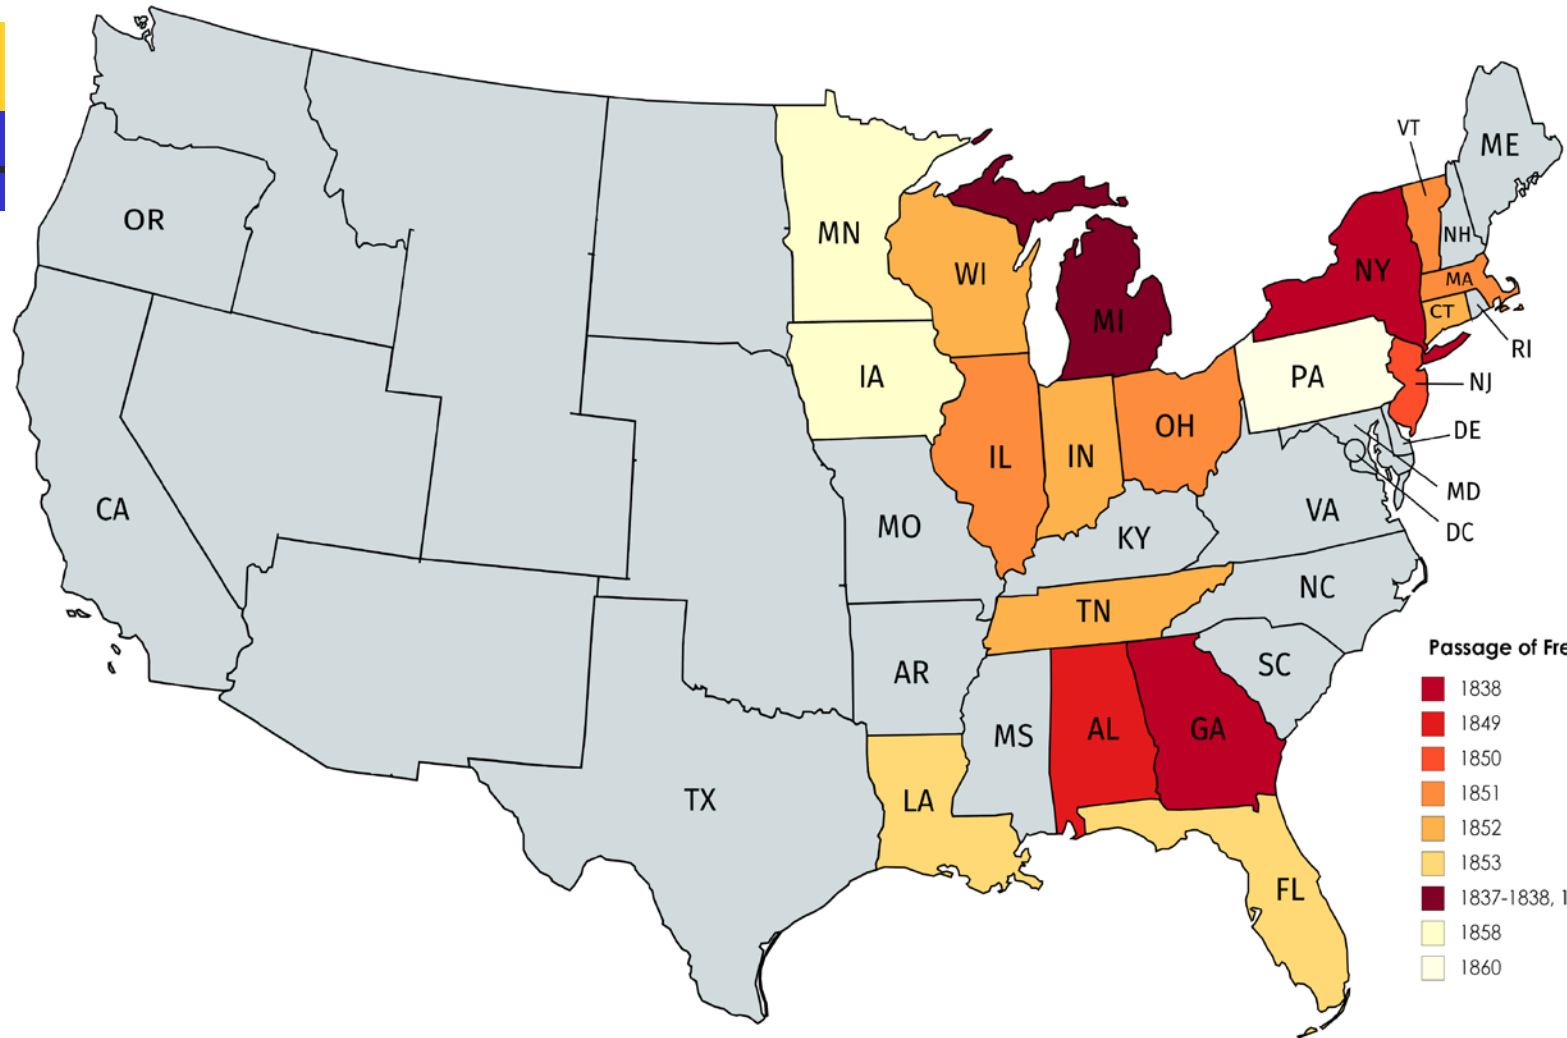 VT
ME
OR
MN
NH
WI
NY
MA
CT
MI
RI
IA
PA
NJ
OH
DE
IL
IN
MD
CA
MO
VA
DC
KY
NC
TN
SC
AR
MS
AL
GA
TX
LA
FL
Passage of Fre
1838
1849
1850
1851
1852
1853
1837-1838, 1
1858
1860